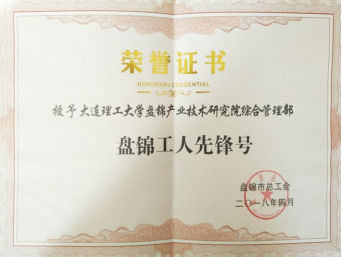 荣誉证书
HONORARY CREDENTIAL
授予大连理工大学盘锦产业技术研究院综合管理部
盘锦工人先锋号
盘锦市总工会
二〇一八年四月